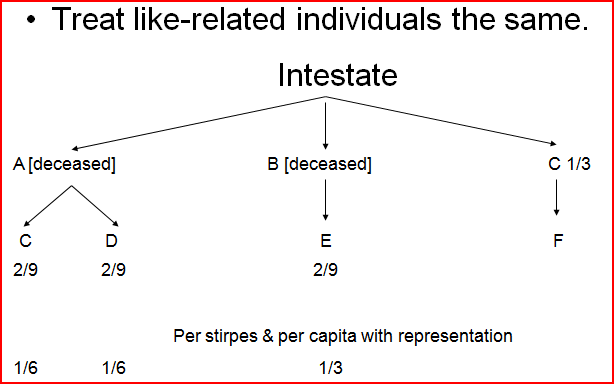 • Treat like-related individuals the same.
Intestate
A [deceased] B [deceased] C 1/3
C D E F
2/9 2/9 2/9
Per stirpes & per capita with representation
1/6 1/6 1/3